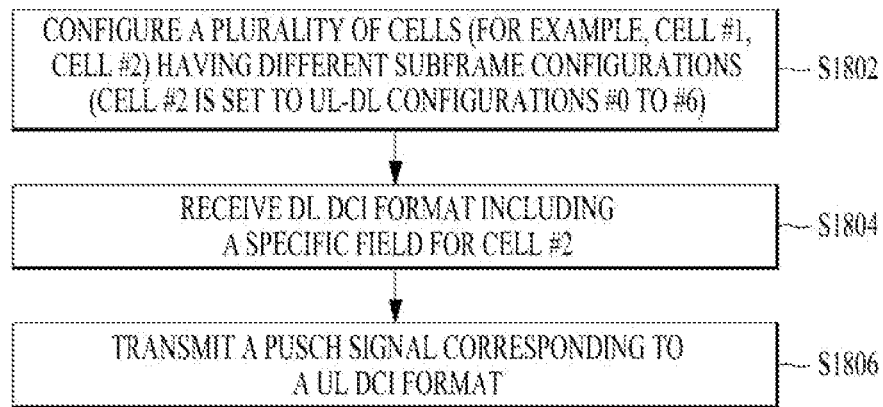 CONFIGURE A PLURALITY OF CELLS (FOR EXAMPLE, CELL #1,
CELL #2) HAVING DIFFERENT SUBFRAME CONFIGURATIONS
(CELL #2 IS SET TO UL-DL CONFIGURATIONS #0 TO #6)
S1802
RECEIVE DL DCI FORMAT INCLUDING
A SPECIFIC FIELD FOR CELL #2
S1804
TRANSMIT A PUSCH SIGNAL CORRESPONDING TO
A UL DCI FORMAT
S1806